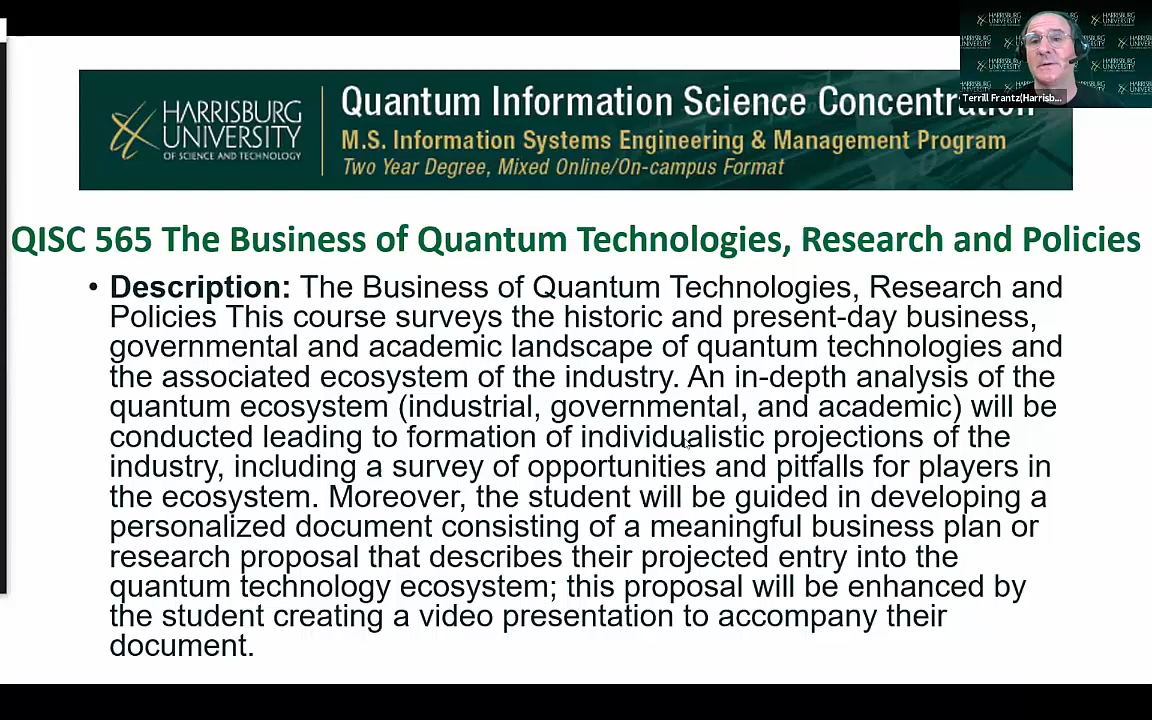 HARRISBURG
UNIVERSITY
OF SCIENCE AND TECHNOLOGY
Quantum Information Science Concentration
M.S. Information Systems Engineering & Management Program
Two Year Degree, Mixed Online/On-campus Format
Terrill Frantz(Harrisb...
QISC 565 The Business of Quantum Technologies, Research and Policies
• Description: The Business of Quantum Technologies, Research and
Policies This course surveys the historic and present-day business,
governmental and academic landscape of quantum technologies and
the associated ecosystem of the industry. An in-depth analysis of the
quantum ecosystem (industrial, governmental, and academic) will be
conducted leading to formation of individualistic projections of the
industry, including a survey of opportunities and pitfalls for players in
the ecosystem. Moreover, the student will be guided in developing a
personalized document consisting of a meaningful business plan or
research proposal that describes their projected entry into the
quantum technology ecosystem; this proposal will be enhanced by
the student creating a video presentation to accompany their
document.